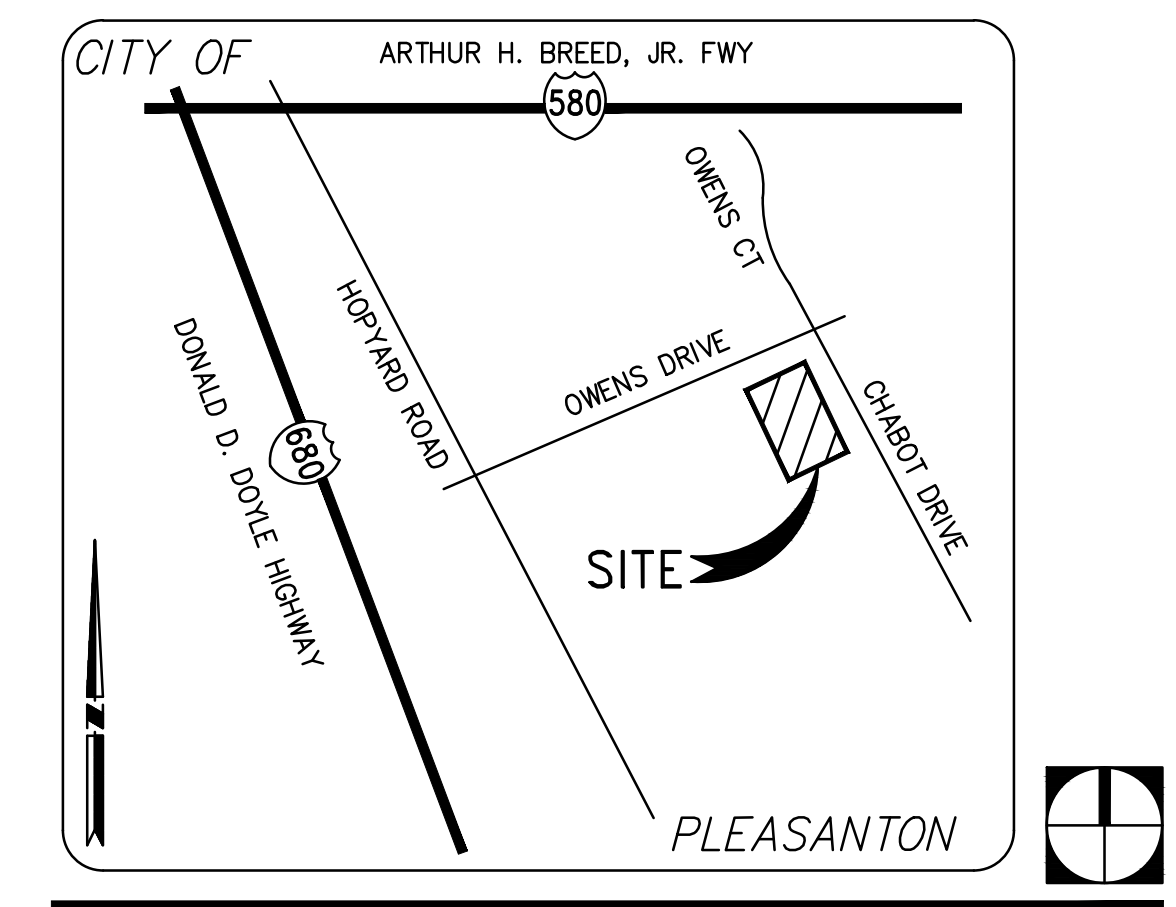 CITY OF
ARTHUR H. BREED, JR. FWY
580
OWENS CT
HOPYARD ROAD
DONALD D. DOYLE HIGHWAY
680
OWENS DRIVE
CHABOT DRIVE
SITE
N
PLEASANTON